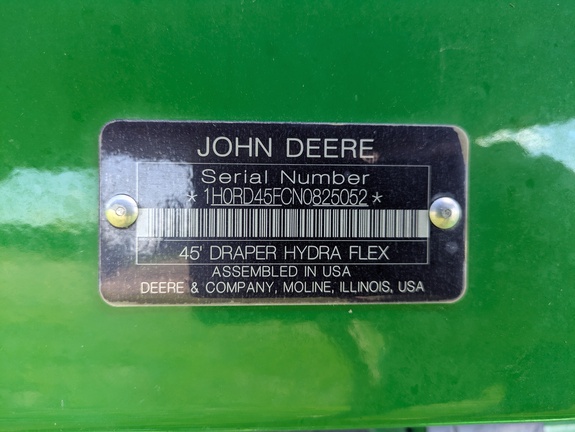 JOHN DEERE
Serial Number
*1H0RD45FCN0825052*
45' DRAPER HYDRA FLEX
ASSEMBLED IN USA
DEERE & COMPANY, MOLINE, ILLINOIS, USA